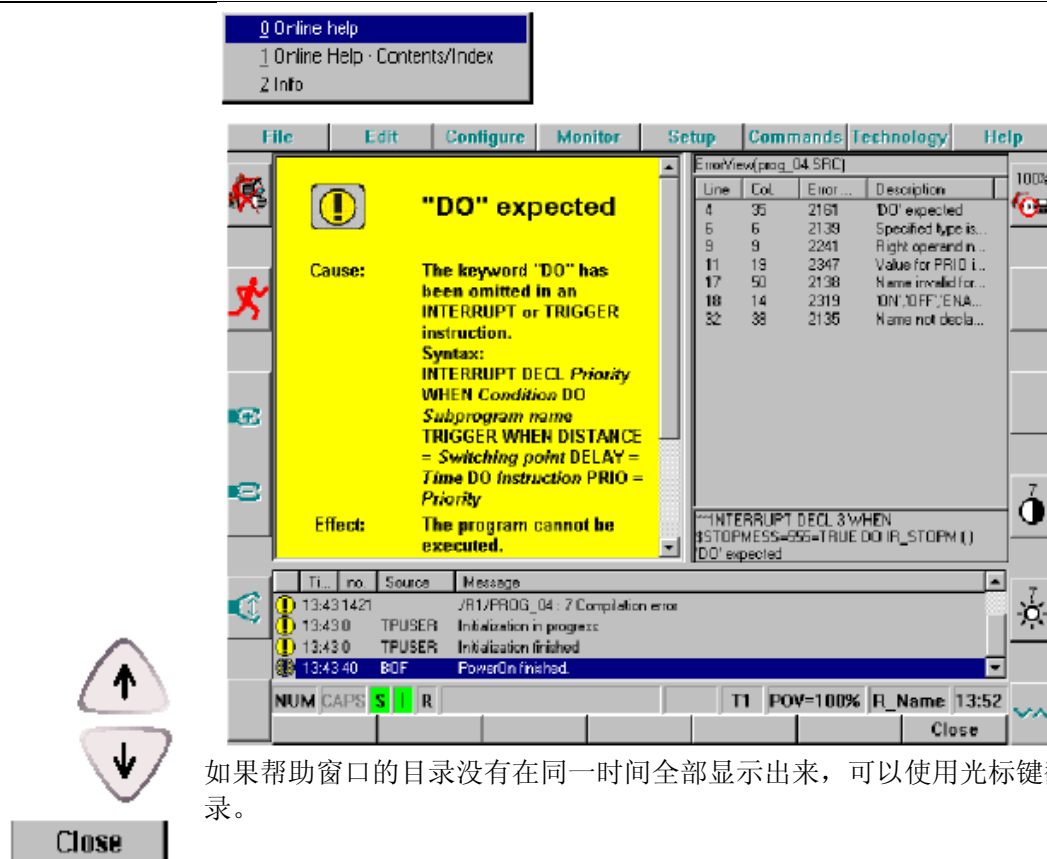 0 Online help
1 Online Help - Contents/Index
2 Info
File Edit Configure Monitor Setup Commands Technology Help
"DO" expected
Cause: The keyword "DO" has
been omitted in an
INTERRUPT or TRIGGER
instruction.
Syntax:
INTERRUPT DECL Priority
WHEN Condition DO
Subprogram name
TRIGGER WHEN DISTANCE
= Switching point DELAY =
Time DO Instruction PRIO =
Priority
Effect: The program cannot be
executed.
ErrorView(prog_04.SRC)
Line Col. Error... Description
4 35 2161 'DO' expected
6 6 2139 Specified type is...
9 9 2241 Right operand n...
11 19 2347 Value for PRIO i...
17 50 2138 Name invalid for...
18 14 2319 'ON','OFF','ENA...
32 38 2135 Name not decla...
INTERRUPT DECL 3 WHEN
$STOPMESS==TRUE DO IR_STOPM ()
'DO' expected
100%
7
7
Ti... no. Source Message
13:43 1421 /R1/PROG_04 : 7 Compilation error
13:43 0 TPUSER Initialization in progress
13:43 0 TPUSER Initialization finished
13:43 40 BOF PowerOn finished.
NUM CAPS S I R T1 POV=100% R_Name 13:52
Close
如果帮助窗口的目录没有在同一时间全部显示出来，可以使用光标键
录。
Close